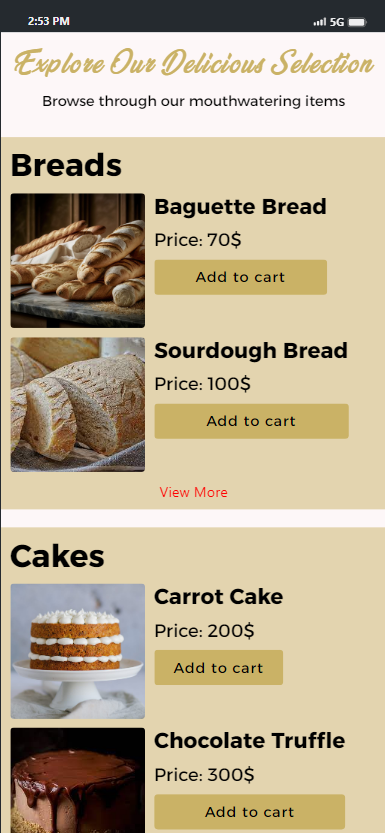 2:53 PM
5G
Explore Our Delicious Selection
Browse through our mouthwatering items
Breads
Baguette Bread
Price: 70$
Add to cart
Sourdough Bread
Price: 100$
Add to cart
View More
Cakes
Carrot Cake
Price: 200$
Add to cart
Chocolate Truffle
Price: 300$
Add to cart